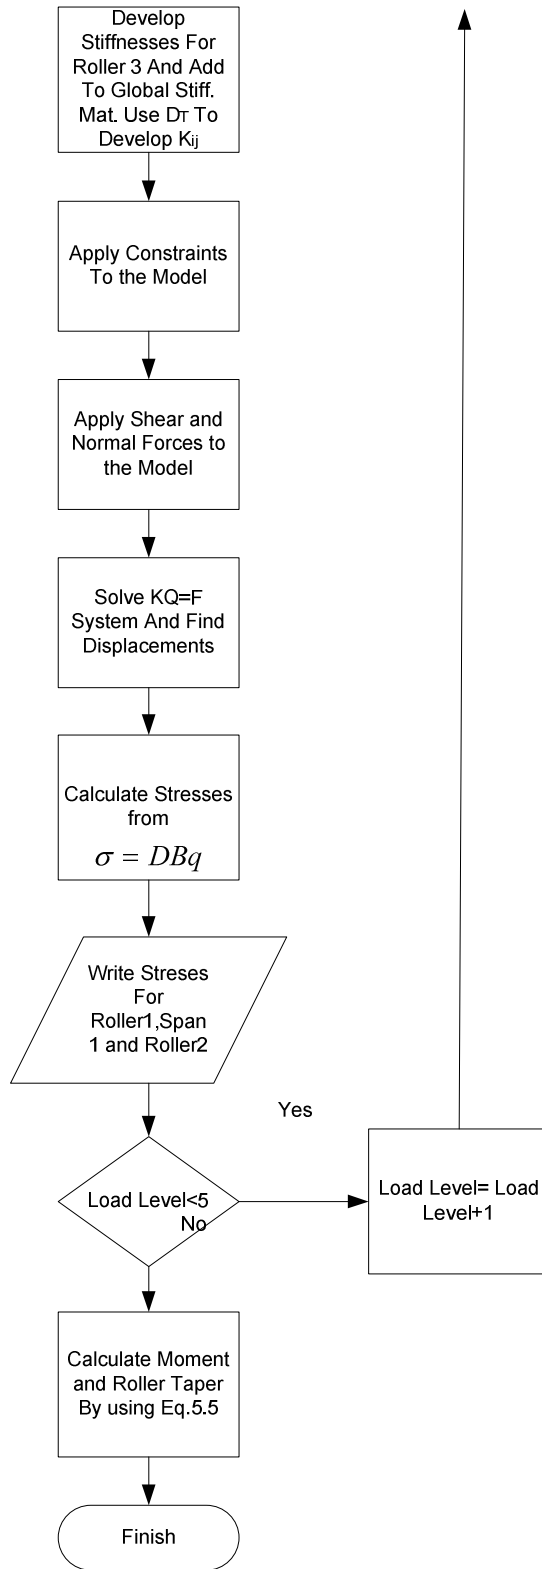 Develop
Stiffnesses For
Roller 3 And Add
To Global Stiff.
Mat. Use DT To
Develop Kij
Apply Constraints
To the Model
Apply Shear and
Normal Forces to
the Model
Solve KQ=F
System And Find
Displacements
Calculate Stresses
from
σ = DBq
Write Streses
For
Roller1,Span
1 and Roller2
Yes
Load Level<5
No
Load Level= Load
Level+1
Calculate Moment
and Roller Taper
By using Eq.5.5
Finish